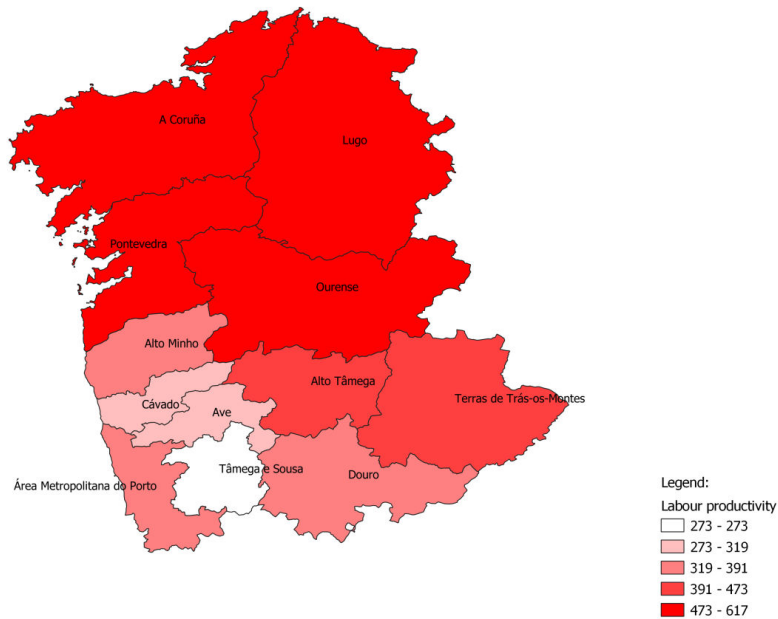 A Coruña
Lugo
Pontevedra
Ourense
Alto Minho
Alto Tâmega
Terras de Trás-os-Montes
Cávado
Ave
Tâmega e Sousa
Douro
Área Metropolitana do Porto
Legend:
Labour productivity
273 - 273
273 - 319
319 - 391
391 - 473
473 - 617